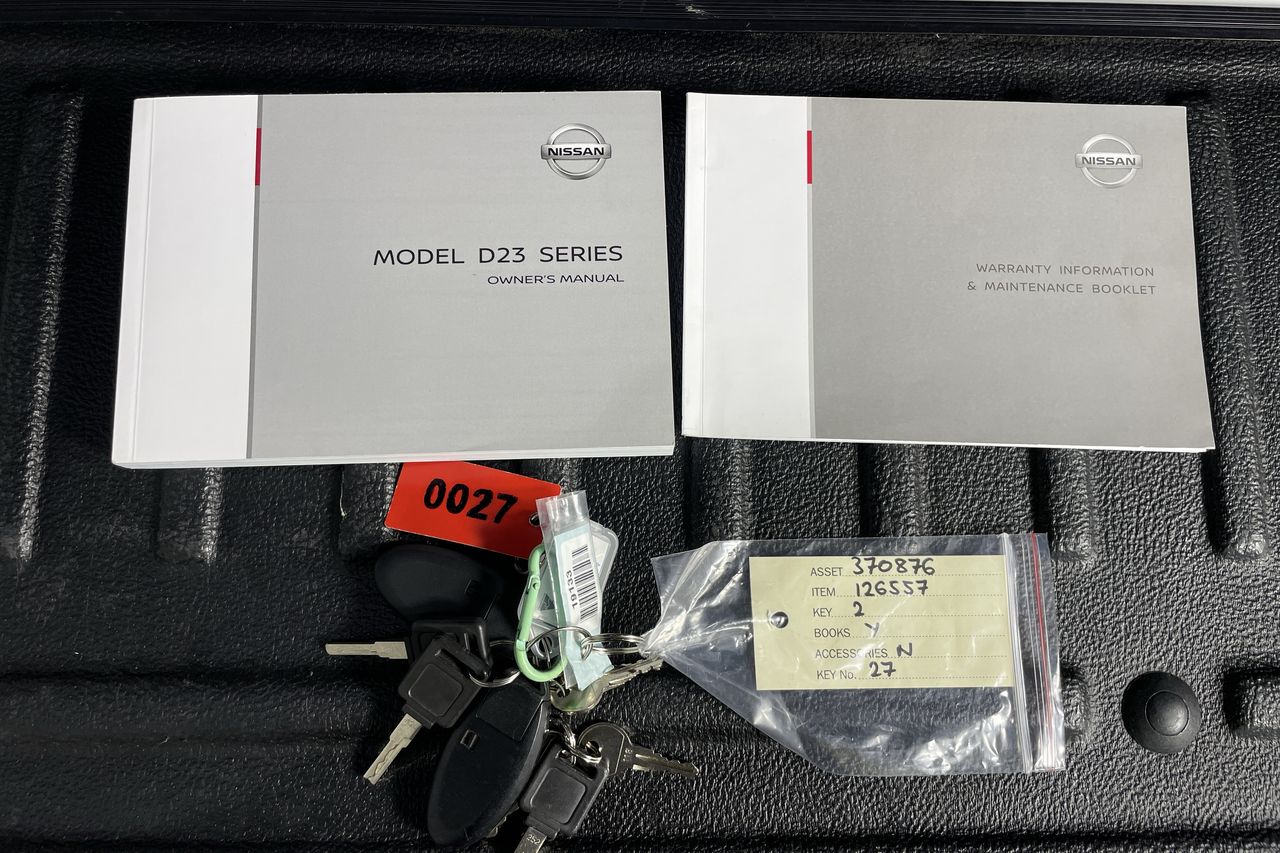 NISSAN
MODEL D23 SERIES
OWNER'S MANUAL
NISSAN
WARRANTY INFORMATION
& MAINTENANCE BOOKLET
0027
19133
ASSET 370876
ITEM 126557
KEY 2
BOOKS Y
ACCESSORIES N
KEY No. 27